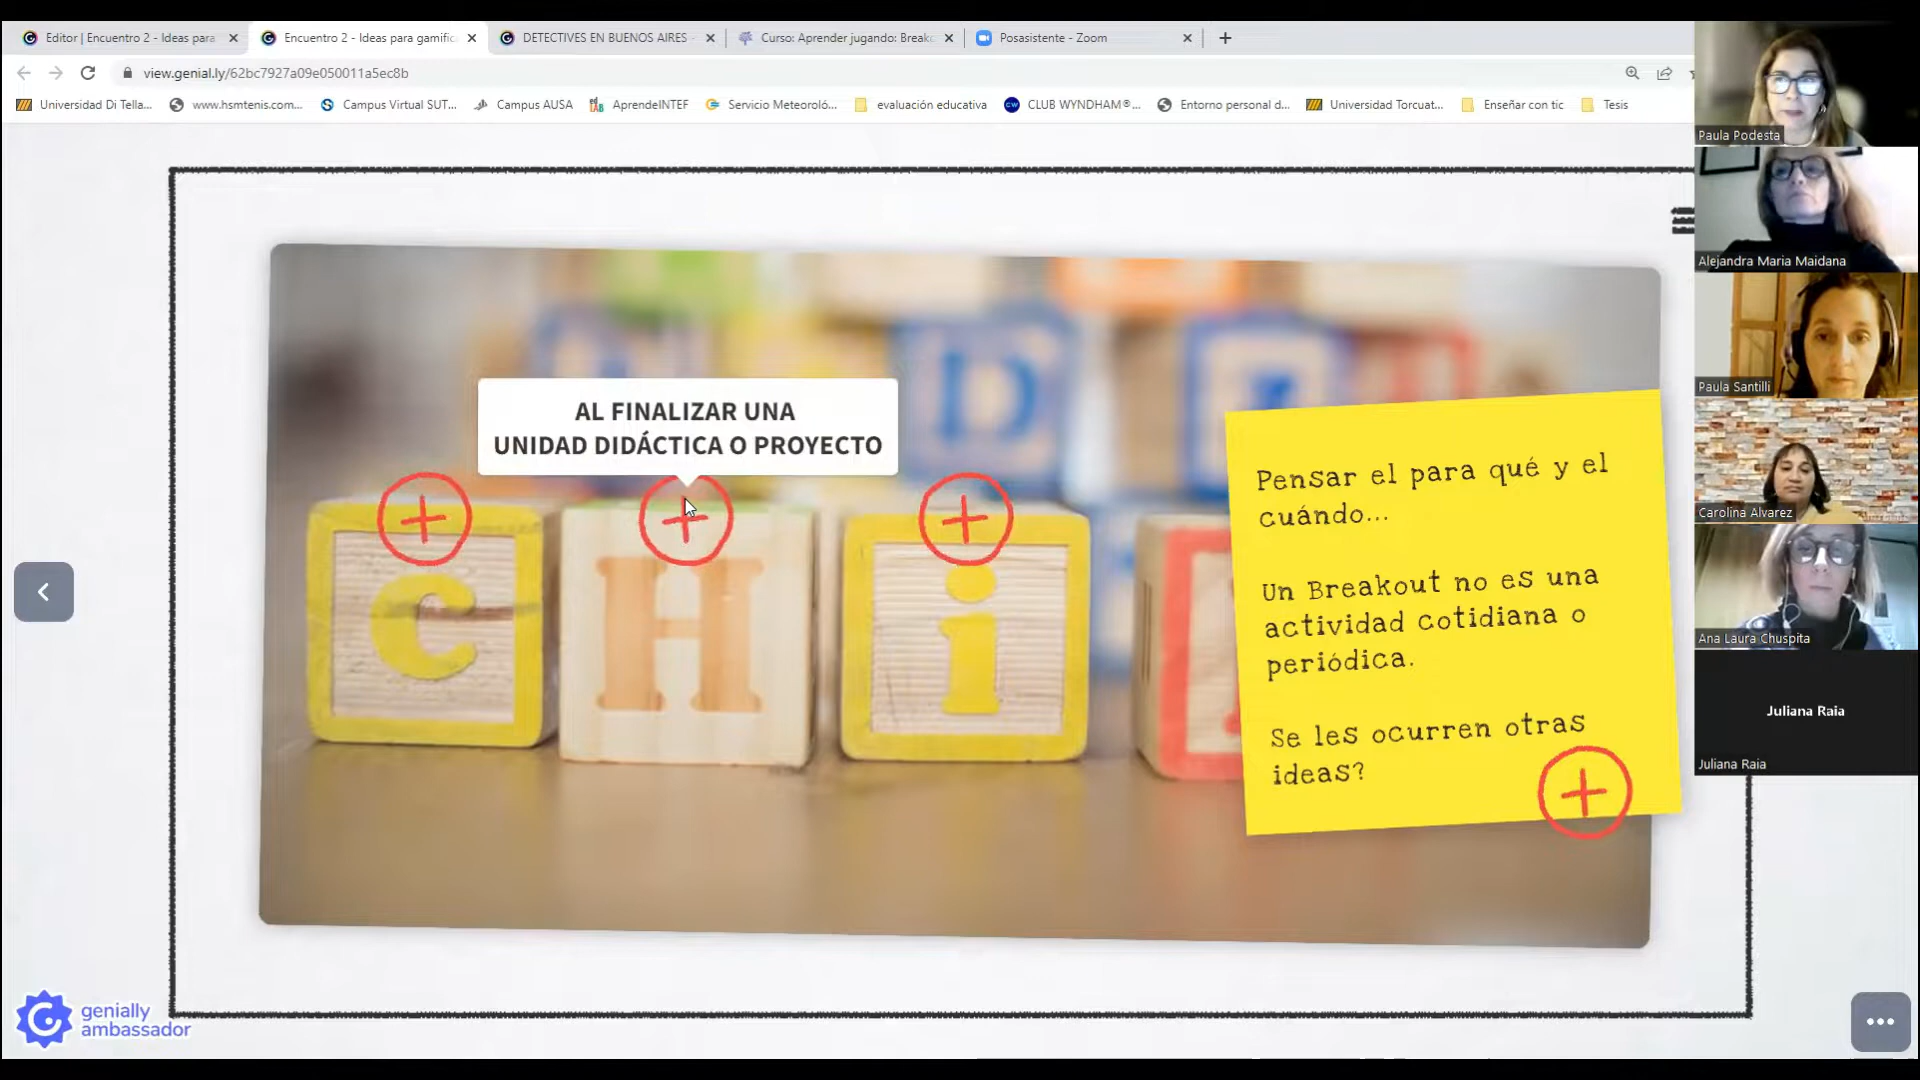 Editor | Encuentro 2 - Ideas para
Encuentro 2 - Ideas para gamific
DETECTIVES EN BUENOS AIRES -
Curso: Aprender jugando: Break
Posasistente - Zoom
view.genial.ly/62bc7927a09e050011a5ec8b
Universidad Di Tella...
www.hsmtenis.com...
Campus Virtual SUT...
Campus AUSA
AprendeINTEF
Servicio Meteoroló...
evaluación educativa
CLUB WYNDHAM®...
Entorno personal d...
Universidad Torcuat...
Enseñar con tic
Tesis
AL FINALIZAR UNA
UNIDAD DIDÁCTICA O PROYECTO
D
c H i
Pensar el para qué y el
cuándo...
Un Breakout no es una
actividad cotidiana o
periódica.
Se les ocurren otras
ideas?
genially
ambassador
Paula Podesta
Alejandra Maria Maidana
Paula Santilli
Carolina Alvarez
Ana Laura Chuspita
Juliana Raia
Juliana Raia